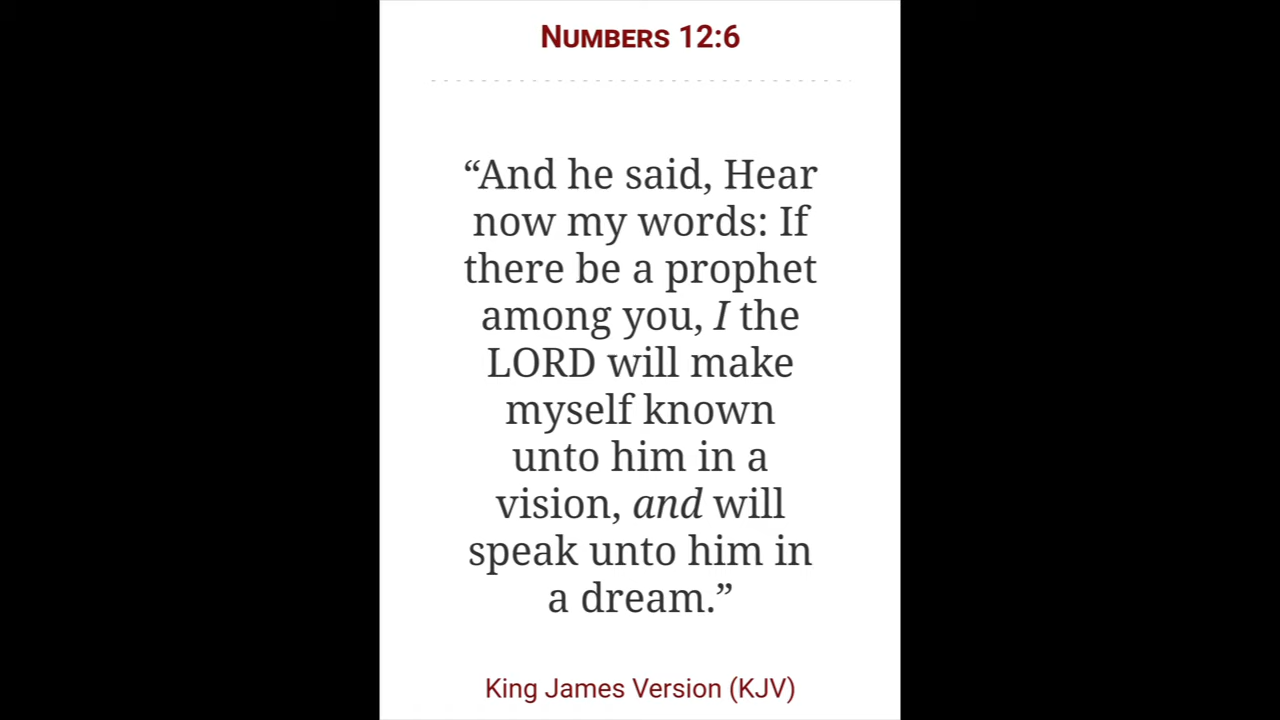 Numbers 12:6
“And he said, Hear
now my words: If
there be a prophet
among you, I the
LORD will make
myself known
unto him in a
vision, and will
speak unto him in
a dream.”
King James Version (KJV)